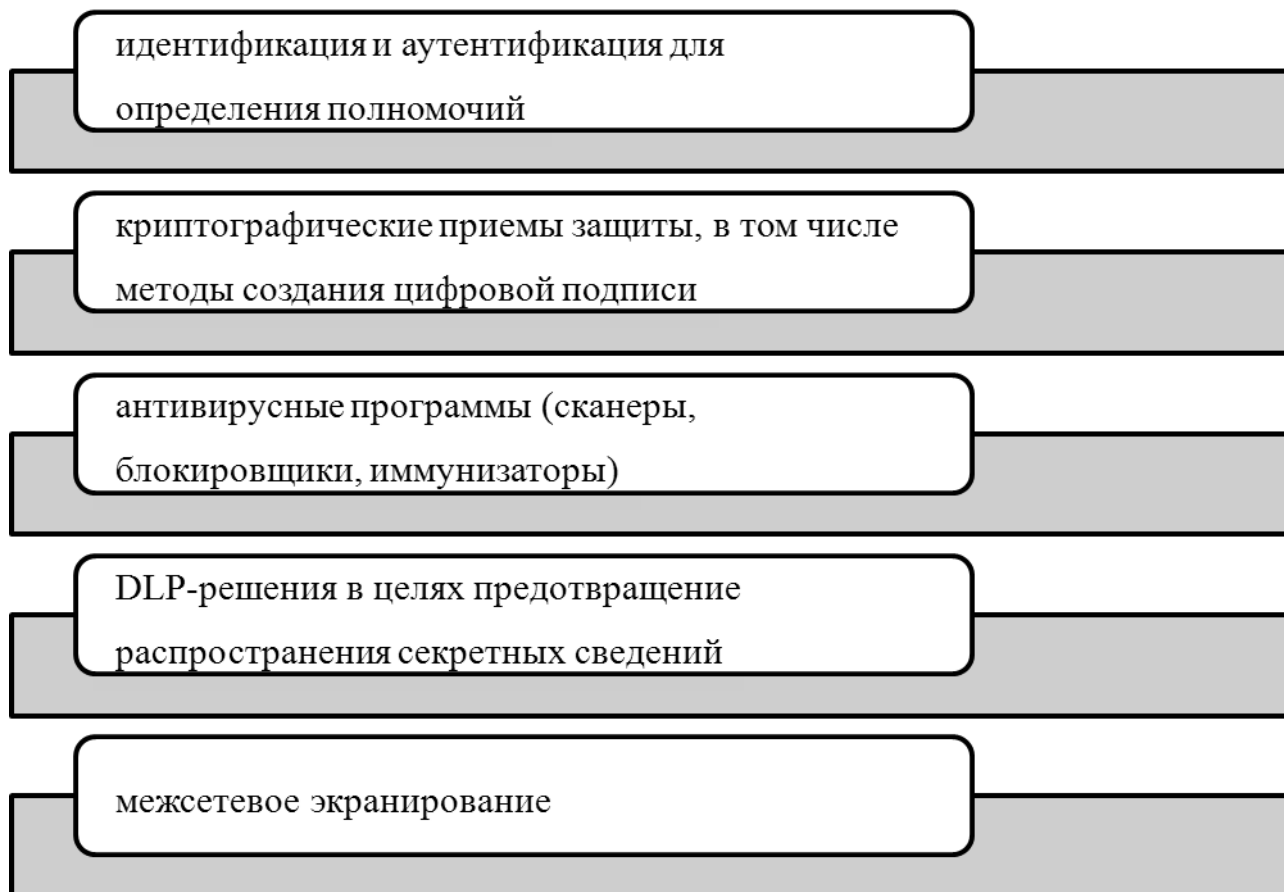 идентификация и аутентификация для
определения полномочий
криптографические приемы защиты, в том числе
методы создания цифровой подписи
антивирусные программы (сканеры,
блокировщики, иммунизаторы)
DLP-решения в целях предотвращение
распространения секретных сведений
межсетевое экранирование